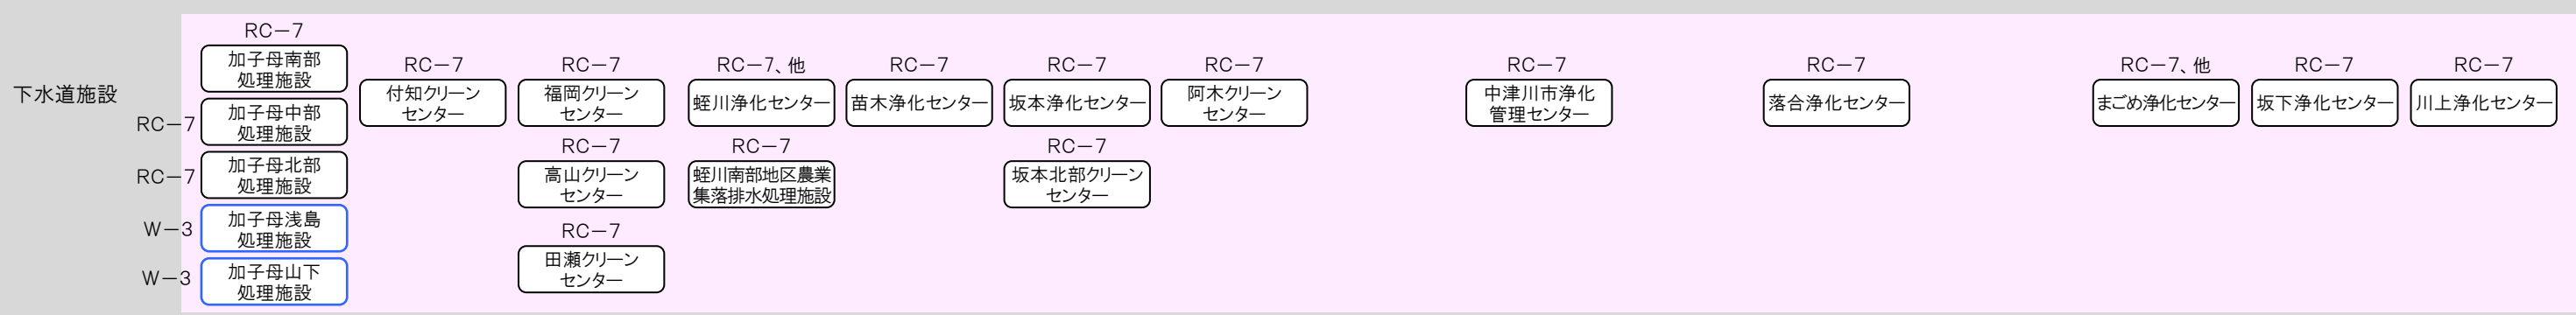 下水道施設
RC－7
加子母南部
処理施設
RC－7
加子母中部
処理施設
RC－7
加子母北部
処理施設
W－3
加子母浅島
処理施設
W－3
加子母山下
処理施設
RC－7
付知クリーン
センター
RC－7
福岡クリーン
センター
RC－7
高山クリーン
センター
RC－7
田瀬クリーン
センター
RC－7、他
蛭川浄化センター
RC－7
蛭川南部地区農業
集落排水処理施設
RC－7
苗木浄化センター
RC－7
坂本浄化センター
RC－7
坂本北部クリーン
センター
RC－7
阿木クリーン
センター
RC－7
中津川市浄化
管理センター
RC－7
落合浄化センター
RC－7、他
まごめ浄化センター
RC－7
坂下浄化センター
RC－7
川上浄化センター